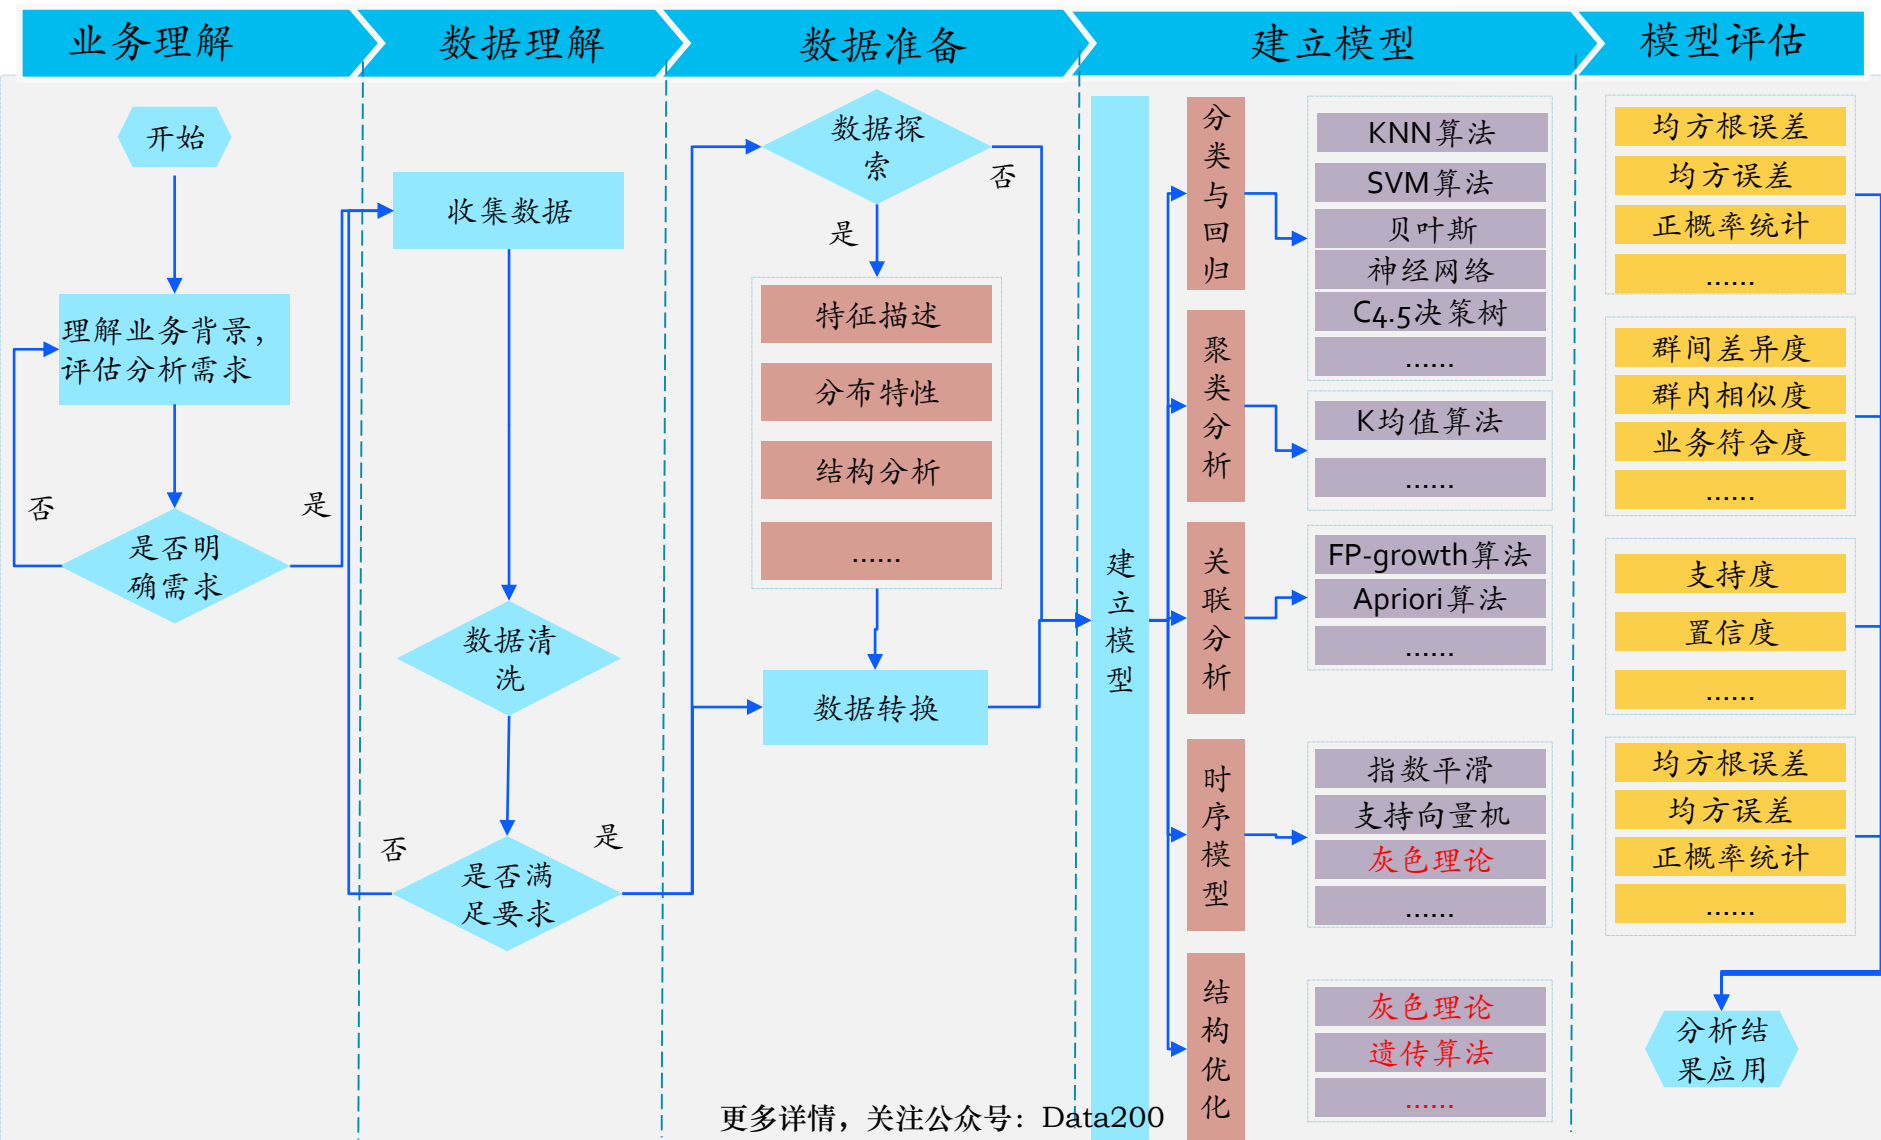 业务理解
数据理解
数据准备
建立模型
模型评估
开始
理解业务背景，
评估分析需求
否
是
是否明
确需求
收集数据
数据清
洗
否
是
是否满
足要求
数据探
索
否
是
特征描述
分布特性
结构分析
......
数据转换
建立模型
分类与回归
KNN算法
SVM算法
贝叶斯
神经网络
C4.5决策树
......
聚类分析
K均值算法
......
关联分析
FP-growth算法
Apriori算法
......
时序模型
指数平滑
支持向量机
灰色理论
......
结构优化
灰色理论
遗传算法
......
均方根误差
均方误差
正概率统计
......
群间差异度
群内相似度
业务符合度
......
支持度
置信度
......
均方根误差
均方误差
正概率统计
......
分析结
果应用
更多详情，关注公众号：Data200